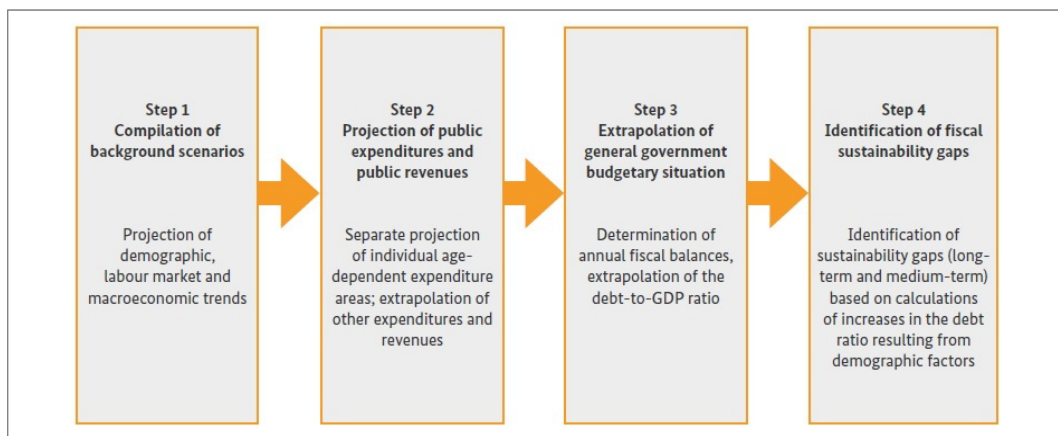 Step 1
Compilation of
background scenarios
Projection of
demographic,
labour market and
macroeconomic trends
Step 2
Projection of public
expenditures and
public revenues
Separate projection
of individual age-
dependent expenditure
areas; extrapolation of
other expenditures and
revenues
Step 3
Extrapolation of
general government
budgetary situation
Determination of
annual fiscal balances,
extrapolation of the
debt-to-GDP ratio
Step 4
Identification of fiscal
sustainability gaps
Identification of
sustainability gaps (long-
term and medium-term)
based on calculations
of increases in the debt
ratio resulting from
demographic factors